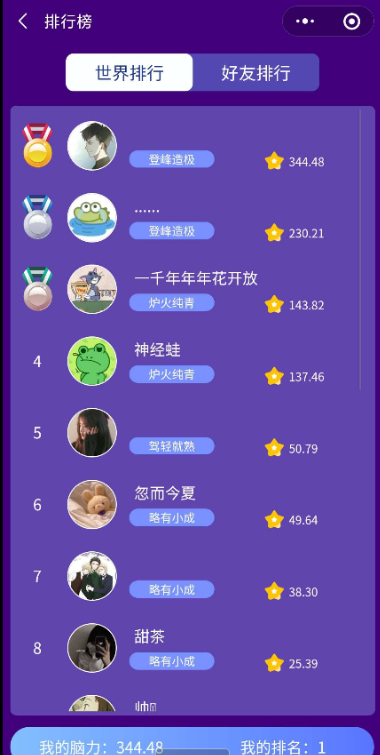 排行榜
世界排行 好友排行
登峰造极 344.48
......
登峰造极 230.21
一千年年年花开放
炉火纯青 143.82
4 神经蛙
炉火纯青 137.46
5 驾轻就熟 50.79
6 忽而今夏
略有小成 49.64
7 略有小成 38.30
8 甜茶
略有小成 25.39
我的脑力：344.48 我的排名：1